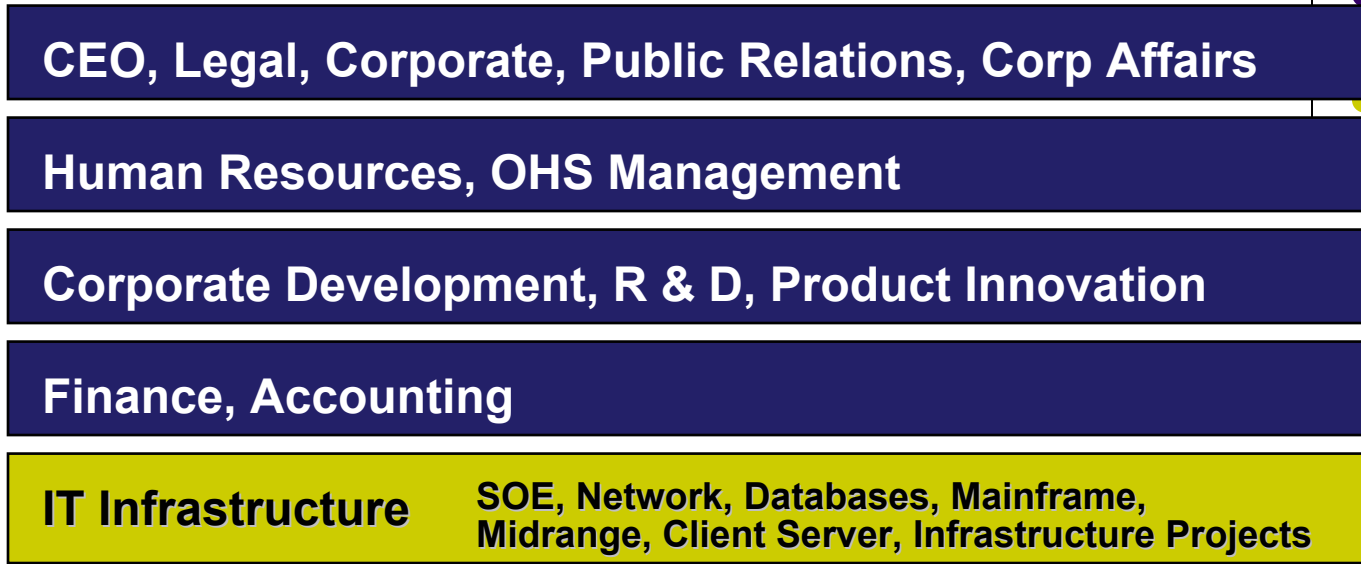 CEO, Legal, Corporate, Public Relations, Corp Affairs
Human Resources, OHS Management
Corporate Development, R & D, Product Innovation
Finance, Accounting
IT Infrastructure
SOE, Network, Databases, Mainframe,
Midrange, Client Server, Infrastructure Projects